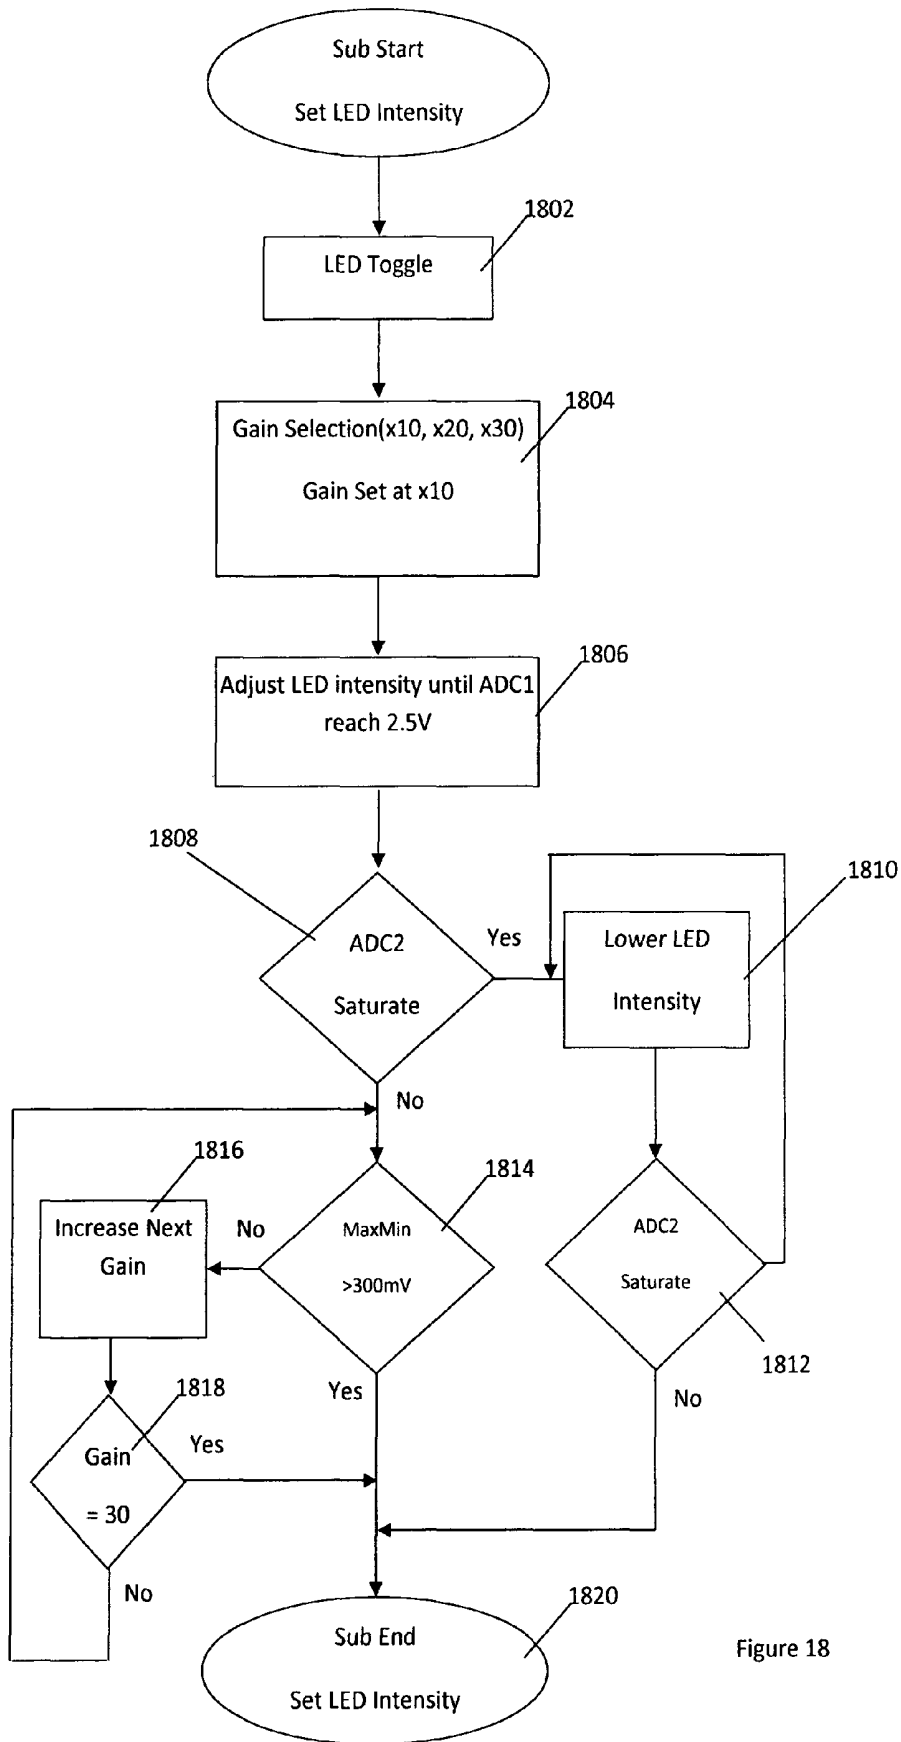 Sub Start
Set LED Intensity
1802
LED Toggle
1804
Gain Selection(x10, x20, x30)
Gain Set at x10
1806
Adjust LED intensity until ADC1
reach 2.5V
1808
ADC2
Saturate
Yes
1810
Lower LED
Intensity
No
1816
Increase Next
Gain
No
1814
MaxMin
>300mV
ADC2
Saturate
1812
Yes
No
1818
Gain
= 30
Yes
No
1820
Sub End
Set LED Intensity
Figure 18